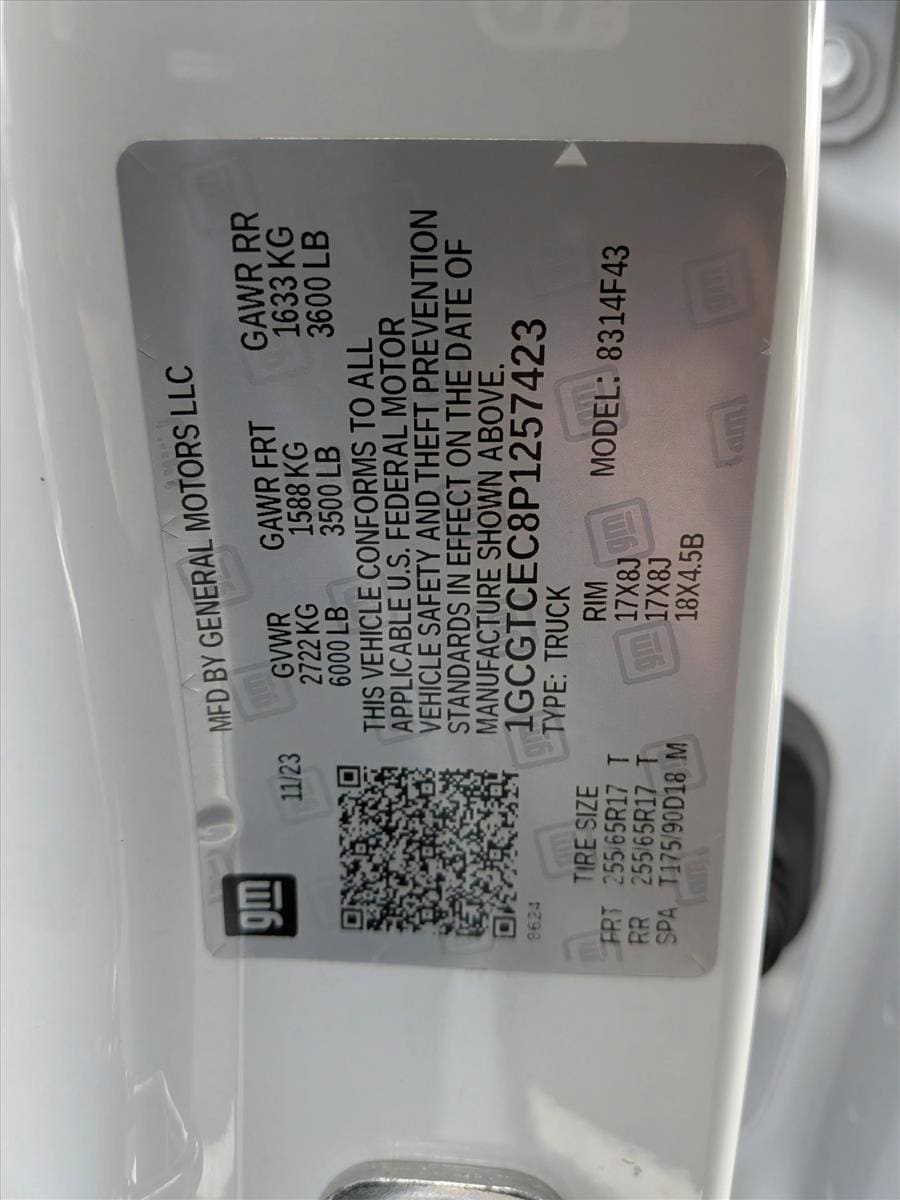 gm
MFD BY GENERAL MOTORS LLC
11/23
GVWR GAWR FRT GAWR RR
2722 KG 1588 KG 1633 KG
6000 LB 3500 LB 3600 LB
THIS VEHICLE CONFORMS TO ALL
APPLICABLE U.S. FEDERAL MOTOR
VEHICLE SAFETY AND THEFT PREVENTION
STANDARDS IN EFFECT ON THE DATE OF
MANUFACTURE SHOWN ABOVE.
1GCGTCEC8P1257423
8624
TYPE: TRUCK MODEL: 8314F43
TIRE SIZE RIM
FRT 255/65R17 T 17X8J
RR 255/65R17 T 17X8J
SPA T175/90D18 M 18X4.5B